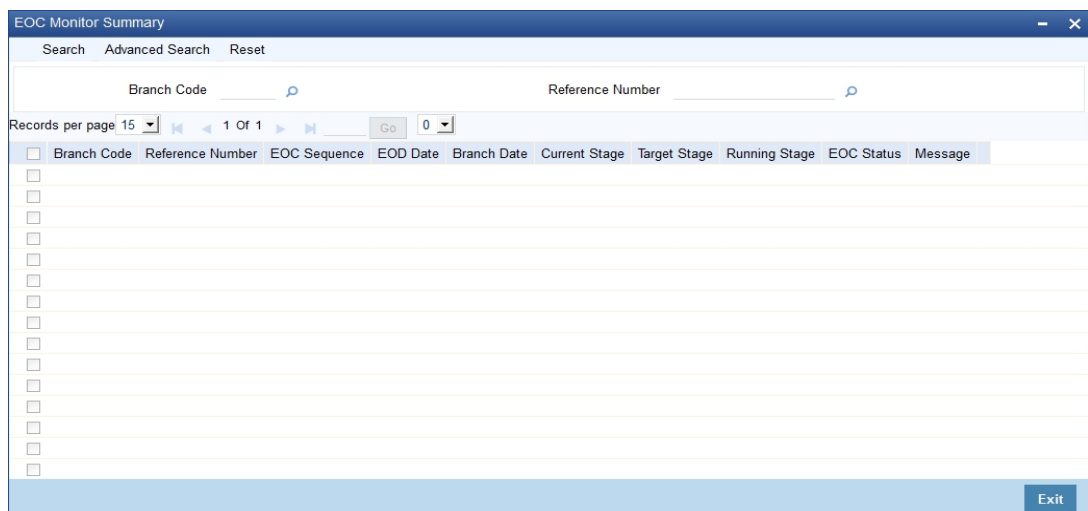 EOC Monitor Summary
Search Advanced Search Reset
Branch Code Reference Number
Records per page 15 1 Of 1 Go 0
Branch Code Reference Number EOC Sequence EOD Date Branch Date Current Stage Target Stage Running Stage EOC Status Message
Exit